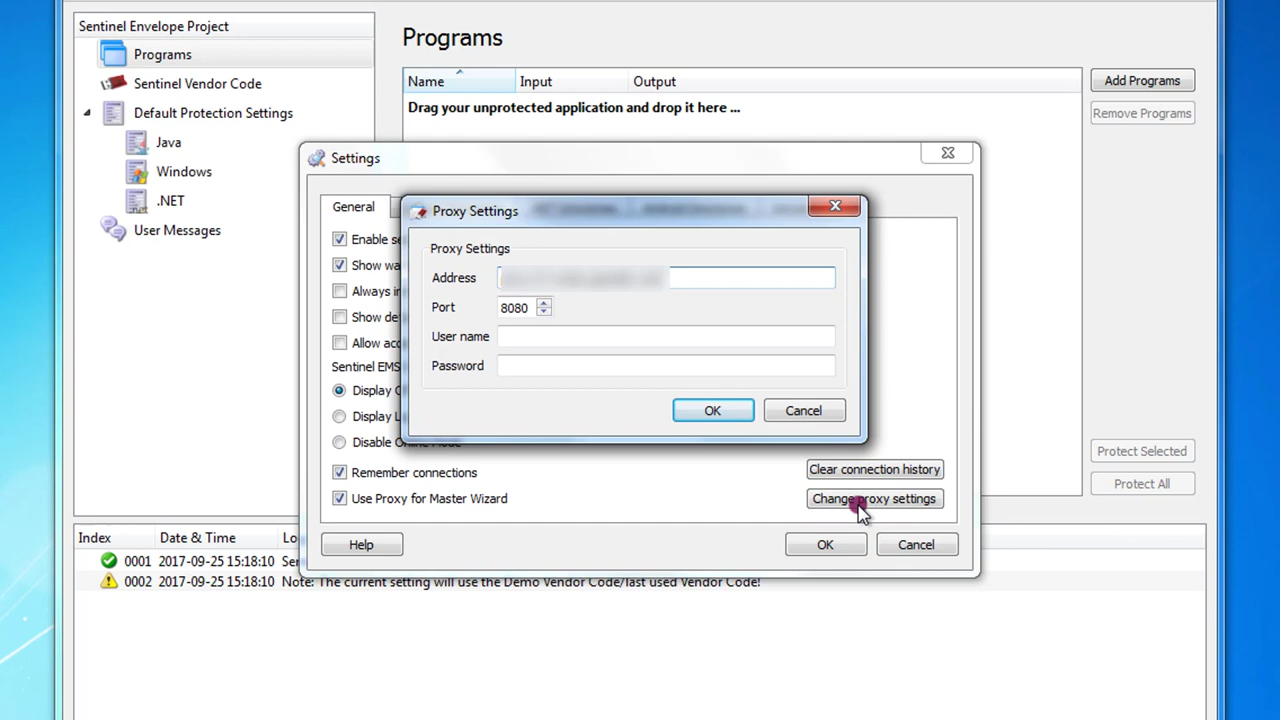 Sentinel Envelope Project
Programs
Sentinel Vendor Code
Default Protection Settings
Java
Windows
.NET
User Messages
Programs
Name Input Output
Drag your unprotected application and drop it here ...
Add Programs
Remove Programs
Protect Selected
Protect All
Settings
General
Enable
Show
Always
Show
Allow
Sentinel EMS
Display
Display
Disable Online Mode
Remember connections
Use Proxy for Master Wizard
Clear connection history
Change proxy settings
Help
OK
Cancel
Proxy Settings
Proxy Settings
Address
Port 8080
User name
Password
OK
Cancel
Index Date & Time
0001 2017-09-25 15:18:10
0002 2017-09-25 15:18:10 Note: The current setting will use the Demo Vendor Code/last used Vendor Code!